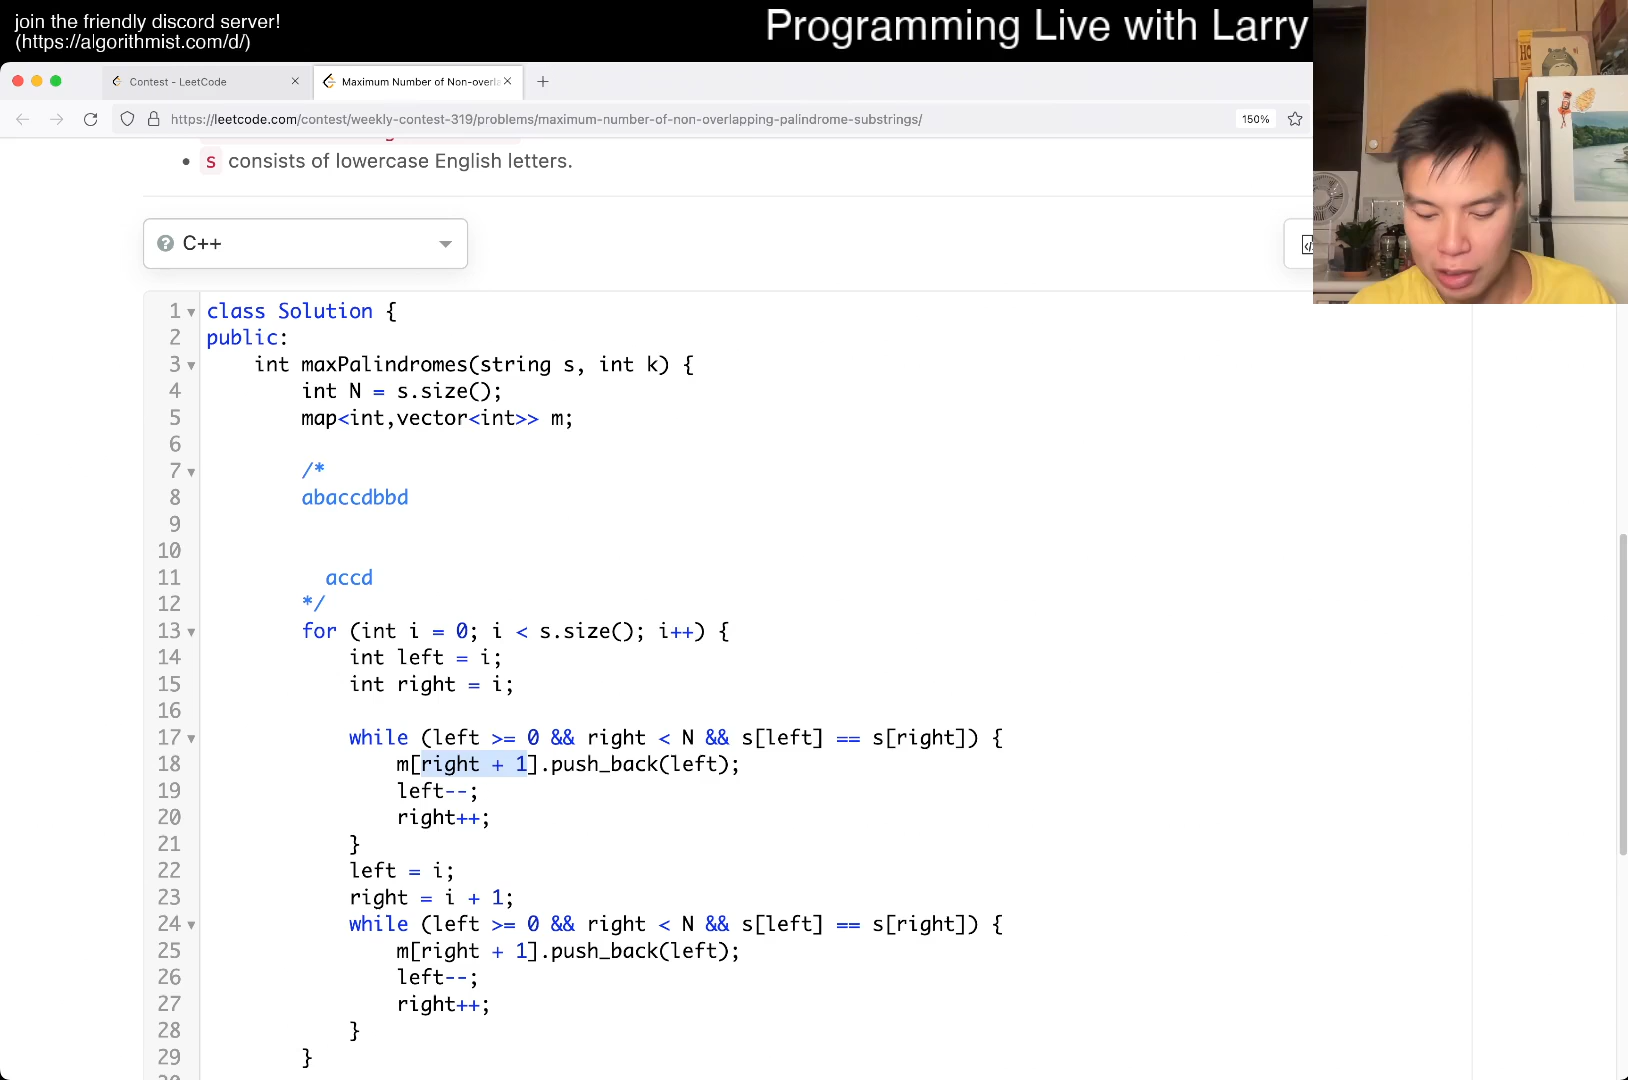 join the friendly discord server!
(https://algorithmist.com/d/)
Programming Live with Larry
Contest - LeetCode
Maximum Number of Non-overla
https://leetcode.com/contest/weekly-contest-319/problems/maximum-number-of-non-overlapping-palindrome-substrings/
150%
s consists of lowercase English letters.
C++
1 class Solution {
2 public:
3 int maxPalindromes(string s, int k) {
4 int N = s.size();
5 map<int,vector<int>> m;
6
7 /*
8 abaccdbbd
9
10
11 accd
12 */
13 for (int i = 0; i < s.size(); i++) {
14 int left = i;
15 int right = i;
16
17 while (left >= 0 && right < N && s[left] == s[right]) {
18 m[right + 1].push_back(left);
19 left--;
20 right++;
21 }
22 left = i;
23 right = i + 1;
24 while (left >= 0 && right < N && s[left] == s[right]) {
25 m[right + 1].push_back(left);
26 left--;
27 right++;
28 }
29 }